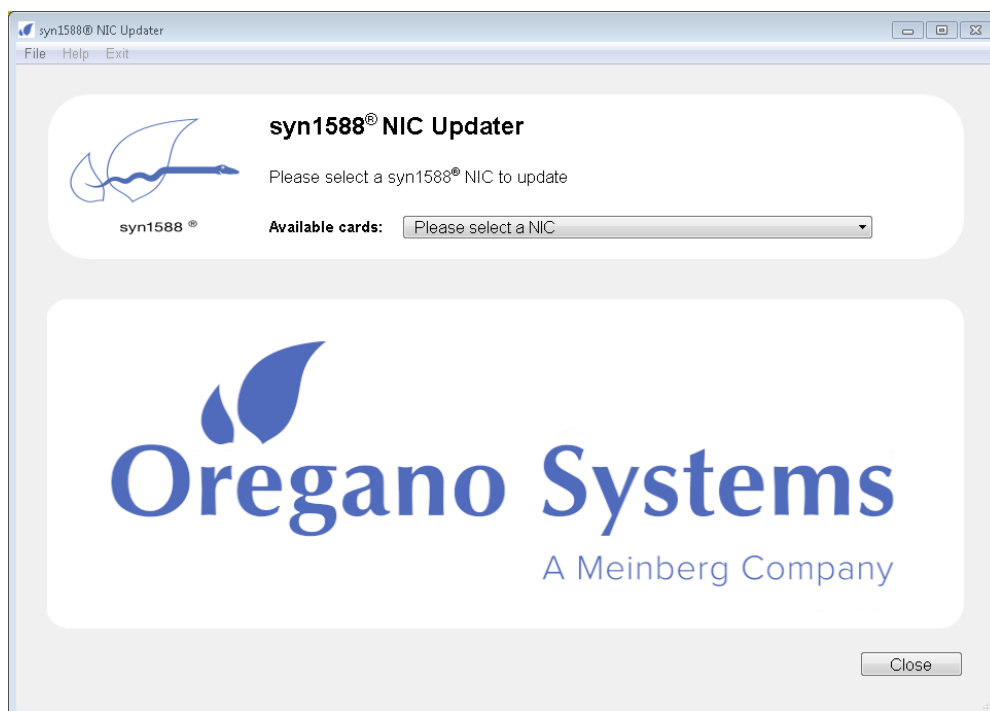 syn1588® NIC Updater
File Help Exit
syn1588® NIC Updater
Please select a syn1588® NIC to update
syn1588 ®
Available cards: Please select a NIC
Oregano Systems
A Meinberg Company
Close